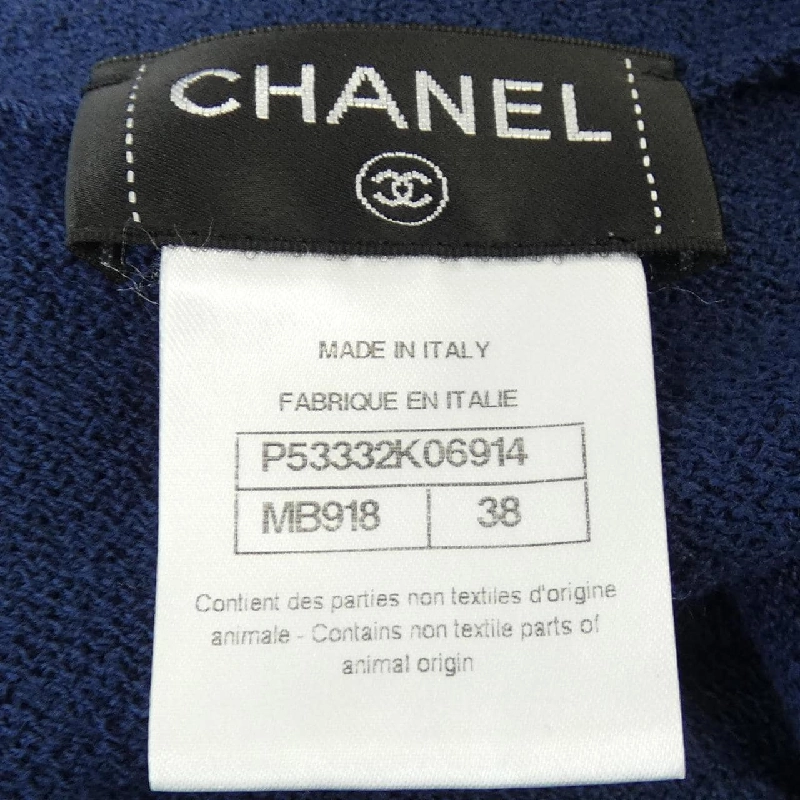 CHANEL
MADE IN ITALY
FABRIQUE EN ITALIE
P53332K06914
MB918 38
Contient des parties non textiles d'origine
animale - Contains non textile parts of
animal origin